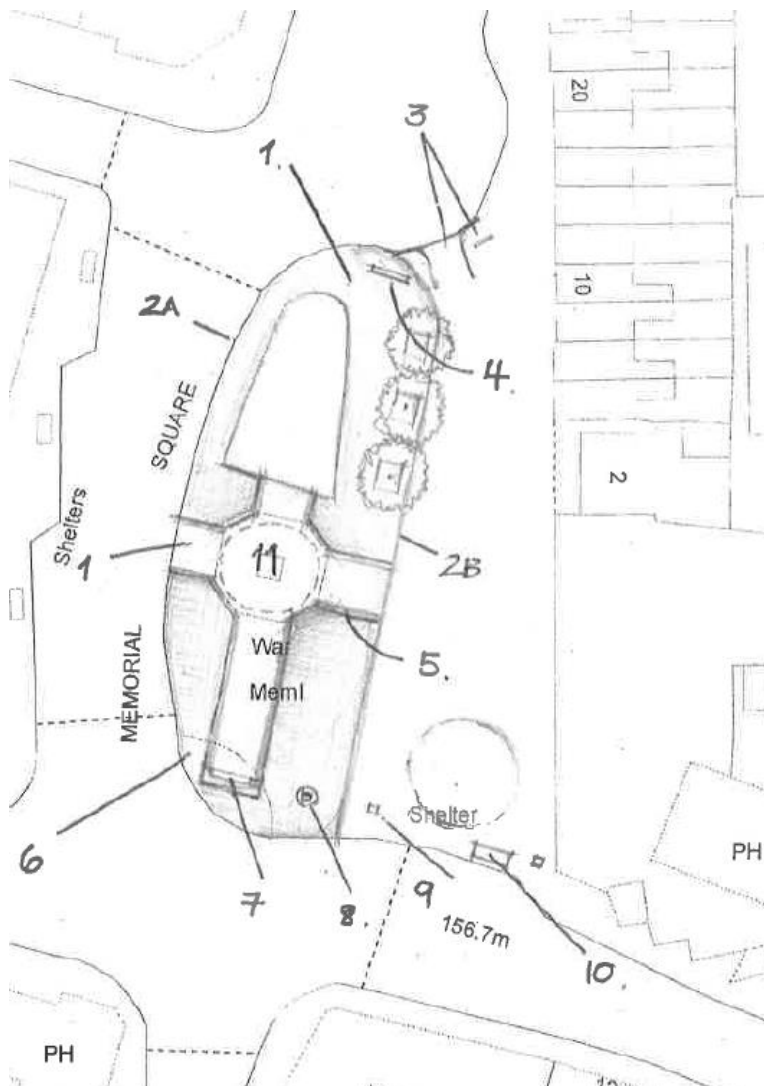 20
3
1.
10
2A
4.
SQUARE
2
Shelters
11
1
2B
War
5.
Meml
MEMORIAL
Shelter
6
PH
7
8.
9
156.7m
10.
PH